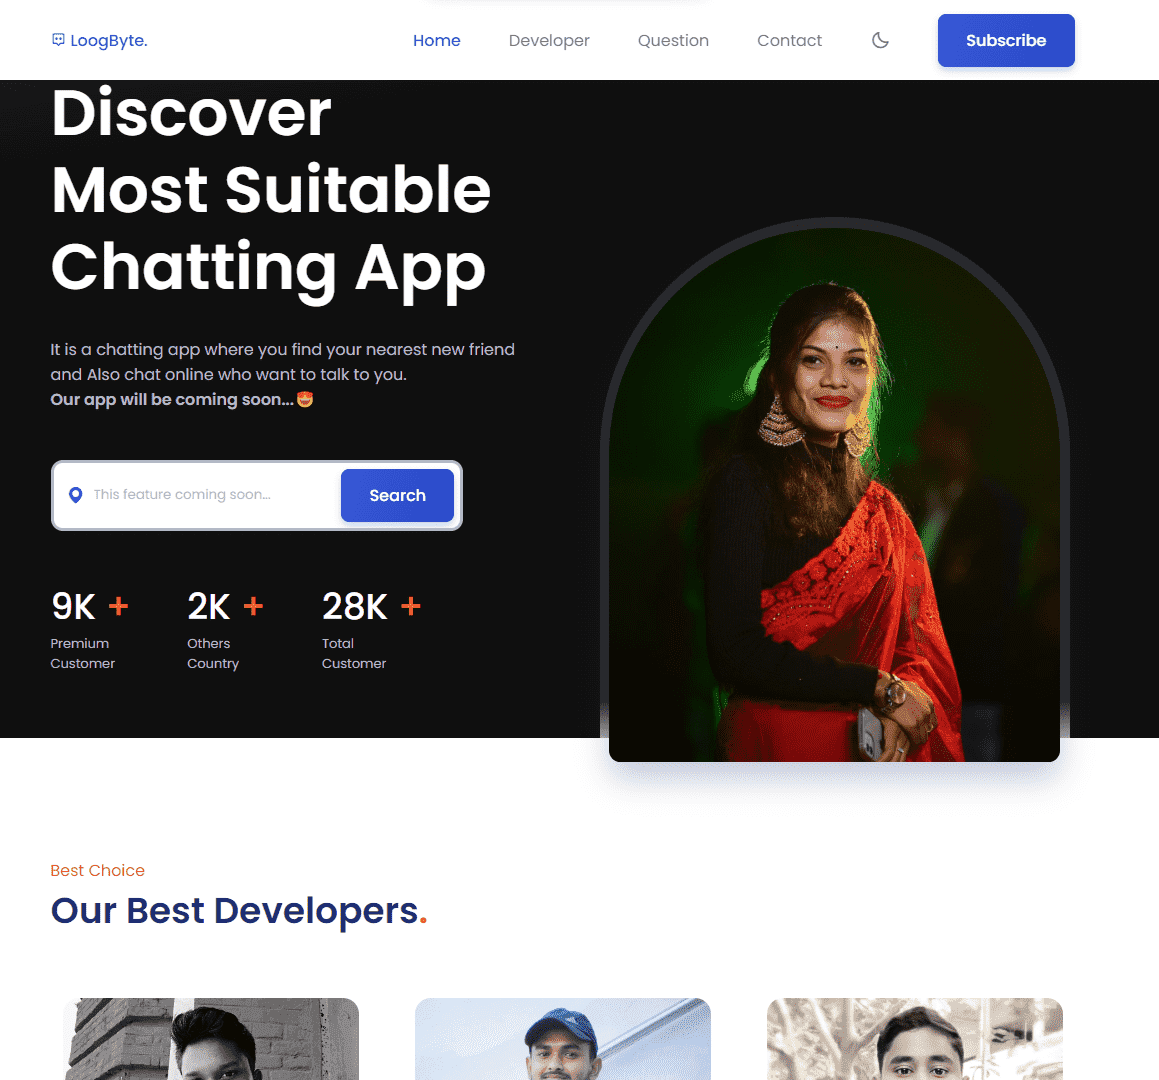 LoogByte.
Home
Developer
Question
Contact
Subscribe
Discover
Most Suitable
Chatting App
It is a chatting app where you find your nearest new friend
and Also chat online who want to talk to you.
Our app will be coming soon...😍
This feature coming soon...
Search
9K +
Premium
Customer
2K +
Others
Country
28K +
Total
Customer
Best Choice
Our Best Developers.